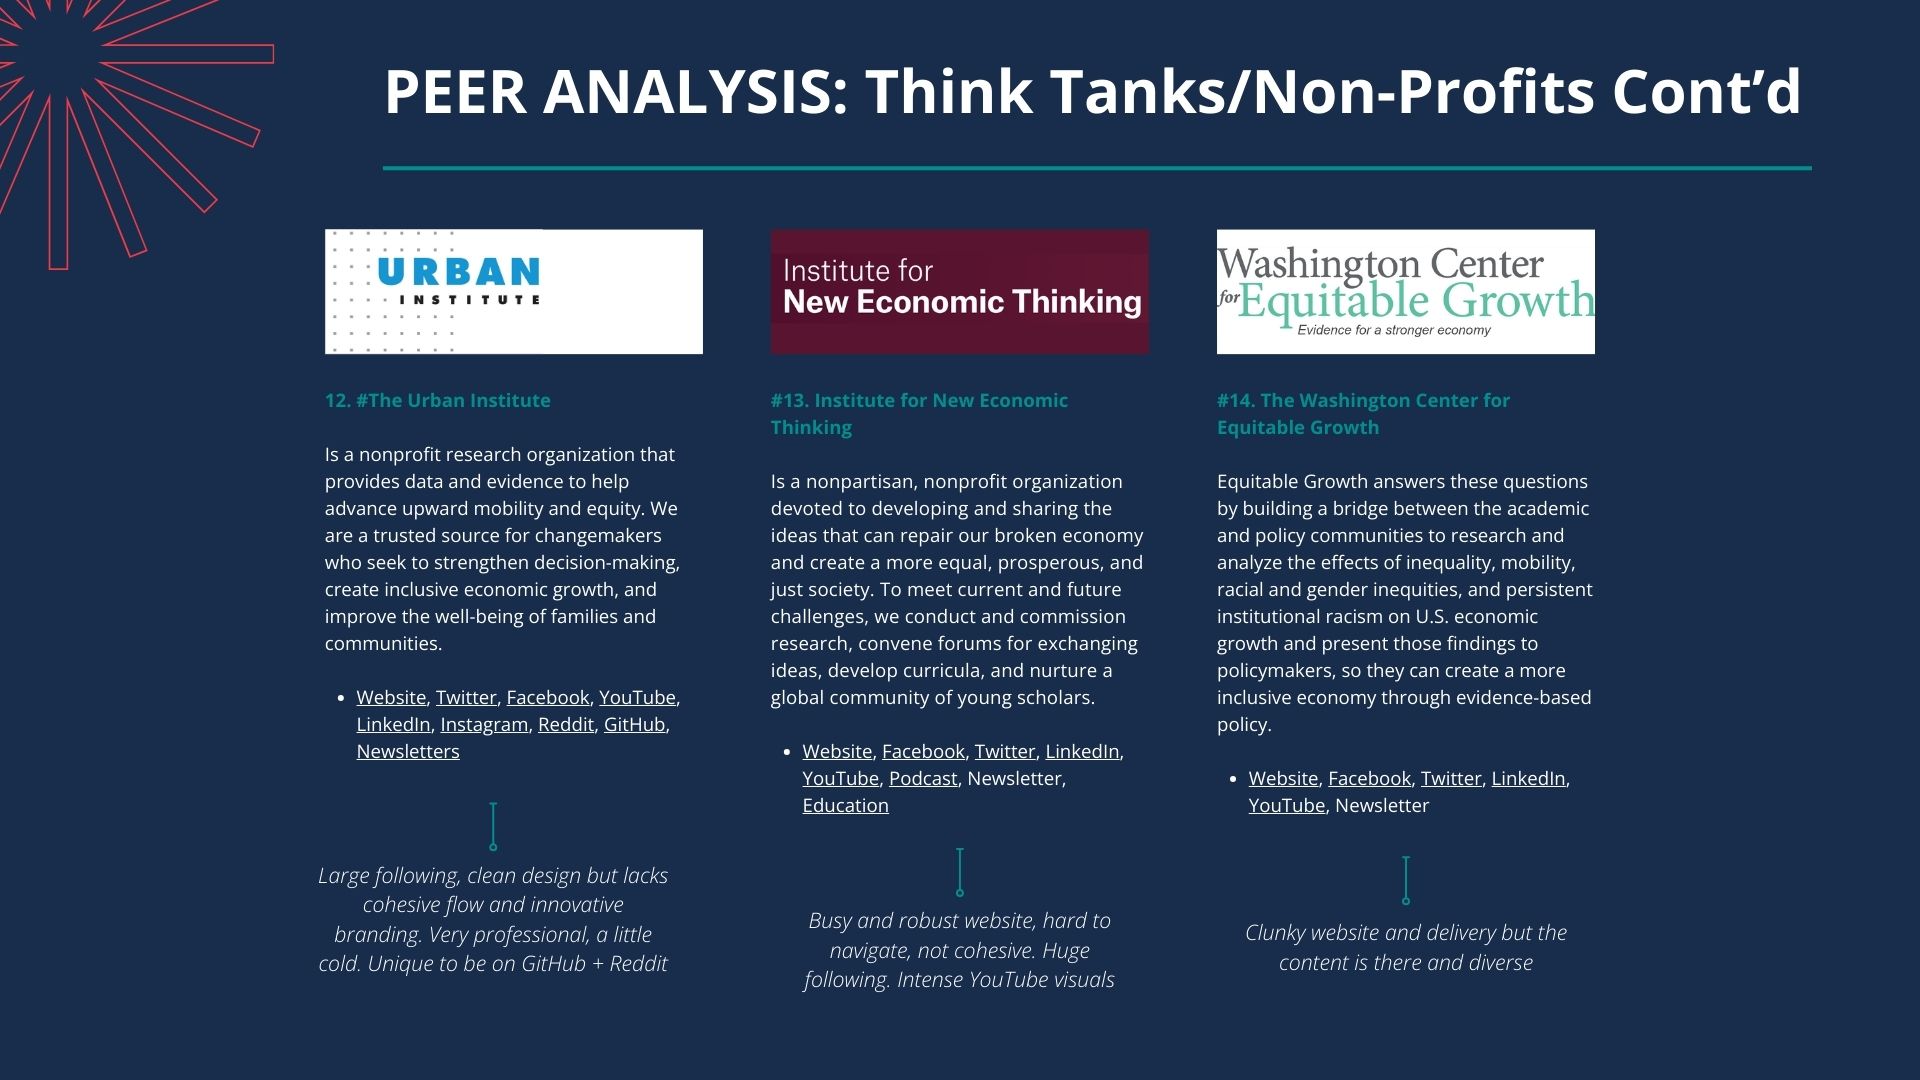 PEER ANALYSIS: Think Tanks/Non-Profits Cont’d
URBAN
INSTITUTE
12. #The Urban Institute
Is a nonprofit research organization that
provides data and evidence to help
advance upward mobility and equity. We
are a trusted source for changemakers
who seek to strengthen decision-making,
create inclusive economic growth, and
improve the well-being of families and
communities.
• Website, Twitter, Facebook, YouTube,
LinkedIn, Instagram, Reddit, GitHub,
Newsletters
Large following, clean design but lacks
cohesive flow and innovative
branding. Very professional, a little
cold. Unique to be on GitHub + Reddit
Institute for
New Economic Thinking
#13. Institute for New Economic
Thinking
Is a nonpartisan, nonprofit organization
devoted to developing and sharing the
ideas that can repair our broken economy
and create a more equal, prosperous, and
just society. To meet current and future
challenges, we conduct and commission
research, convene forums for exchanging
ideas, develop curricula, and nurture a
global community of young scholars.
• Website, Facebook, Twitter, LinkedIn,
YouTube, Podcast, Newsletter,
Education
Busy and robust website, hard to
navigate, not cohesive. Huge
following. Intense YouTube visuals
Washington Center
for Equitable Growth
Evidence for a stronger economy
#14. The Washington Center for
Equitable Growth
Equitable Growth answers these questions
by building a bridge between the academic
and policy communities to research and
analyze the effects of inequality, mobility,
racial and gender inequities, and persistent
institutional racism on U.S. economic
growth and present those findings to
policymakers, so they can create a more
inclusive economy through evidence-based
policy.
• Website, Facebook, Twitter, LinkedIn,
YouTube, Newsletter
Clunky website and delivery but the
content is there and diverse